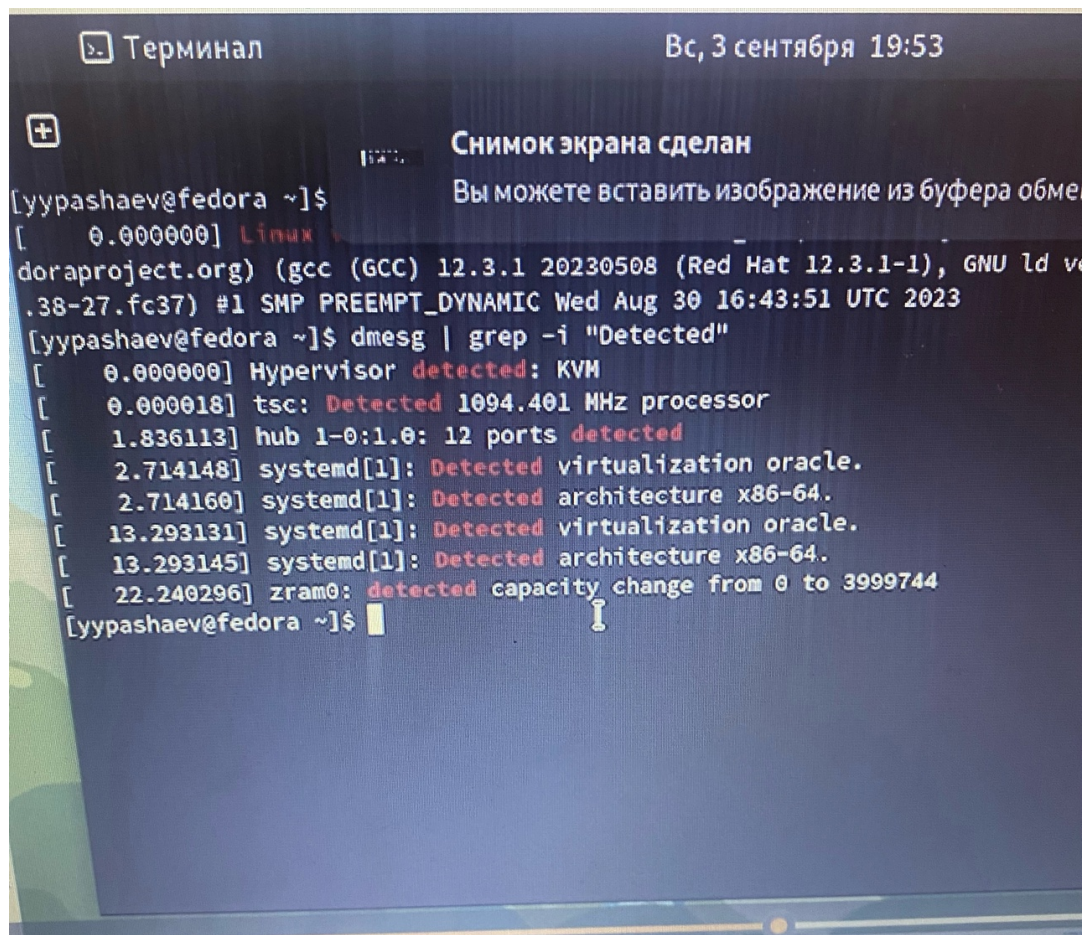 Терминал
Вс, 3 сентября 19:53
Снимок экрана сделан
Вы можете вставить изображение из буфера
[yypashaev@fedora ~]$
[    0.000000] Linux
doraproject.org) (gcc (GCC) 12.3.1 20230508 (Red Hat 12.3.1-1), GNU ld
.38-27.fc37) #1 SMP PREEMPT_DYNAMIC Wed Aug 30 16:43:51 UTC 2023
[yypashaev@fedora ~]$ dmesg | grep -i "Detected"
[    0.000000] Hypervisor detected: KVM
[    0.000018] tsc: Detected 1094.401 MHz processor
[    1.836113] hub 1-0:1.0: 12 ports detected
[    2.714148] systemd[1]: Detected virtualization oracle.
[    2.714160] systemd[1]: Detected architecture x86-64.
[   13.293131] systemd[1]: Detected virtualization oracle.
[   13.293145] systemd[1]: Detected architecture x86-64.
[   22.240296] zram0: detected capacity change from 0 to 3999744
[yypashaev@fedora ~]$